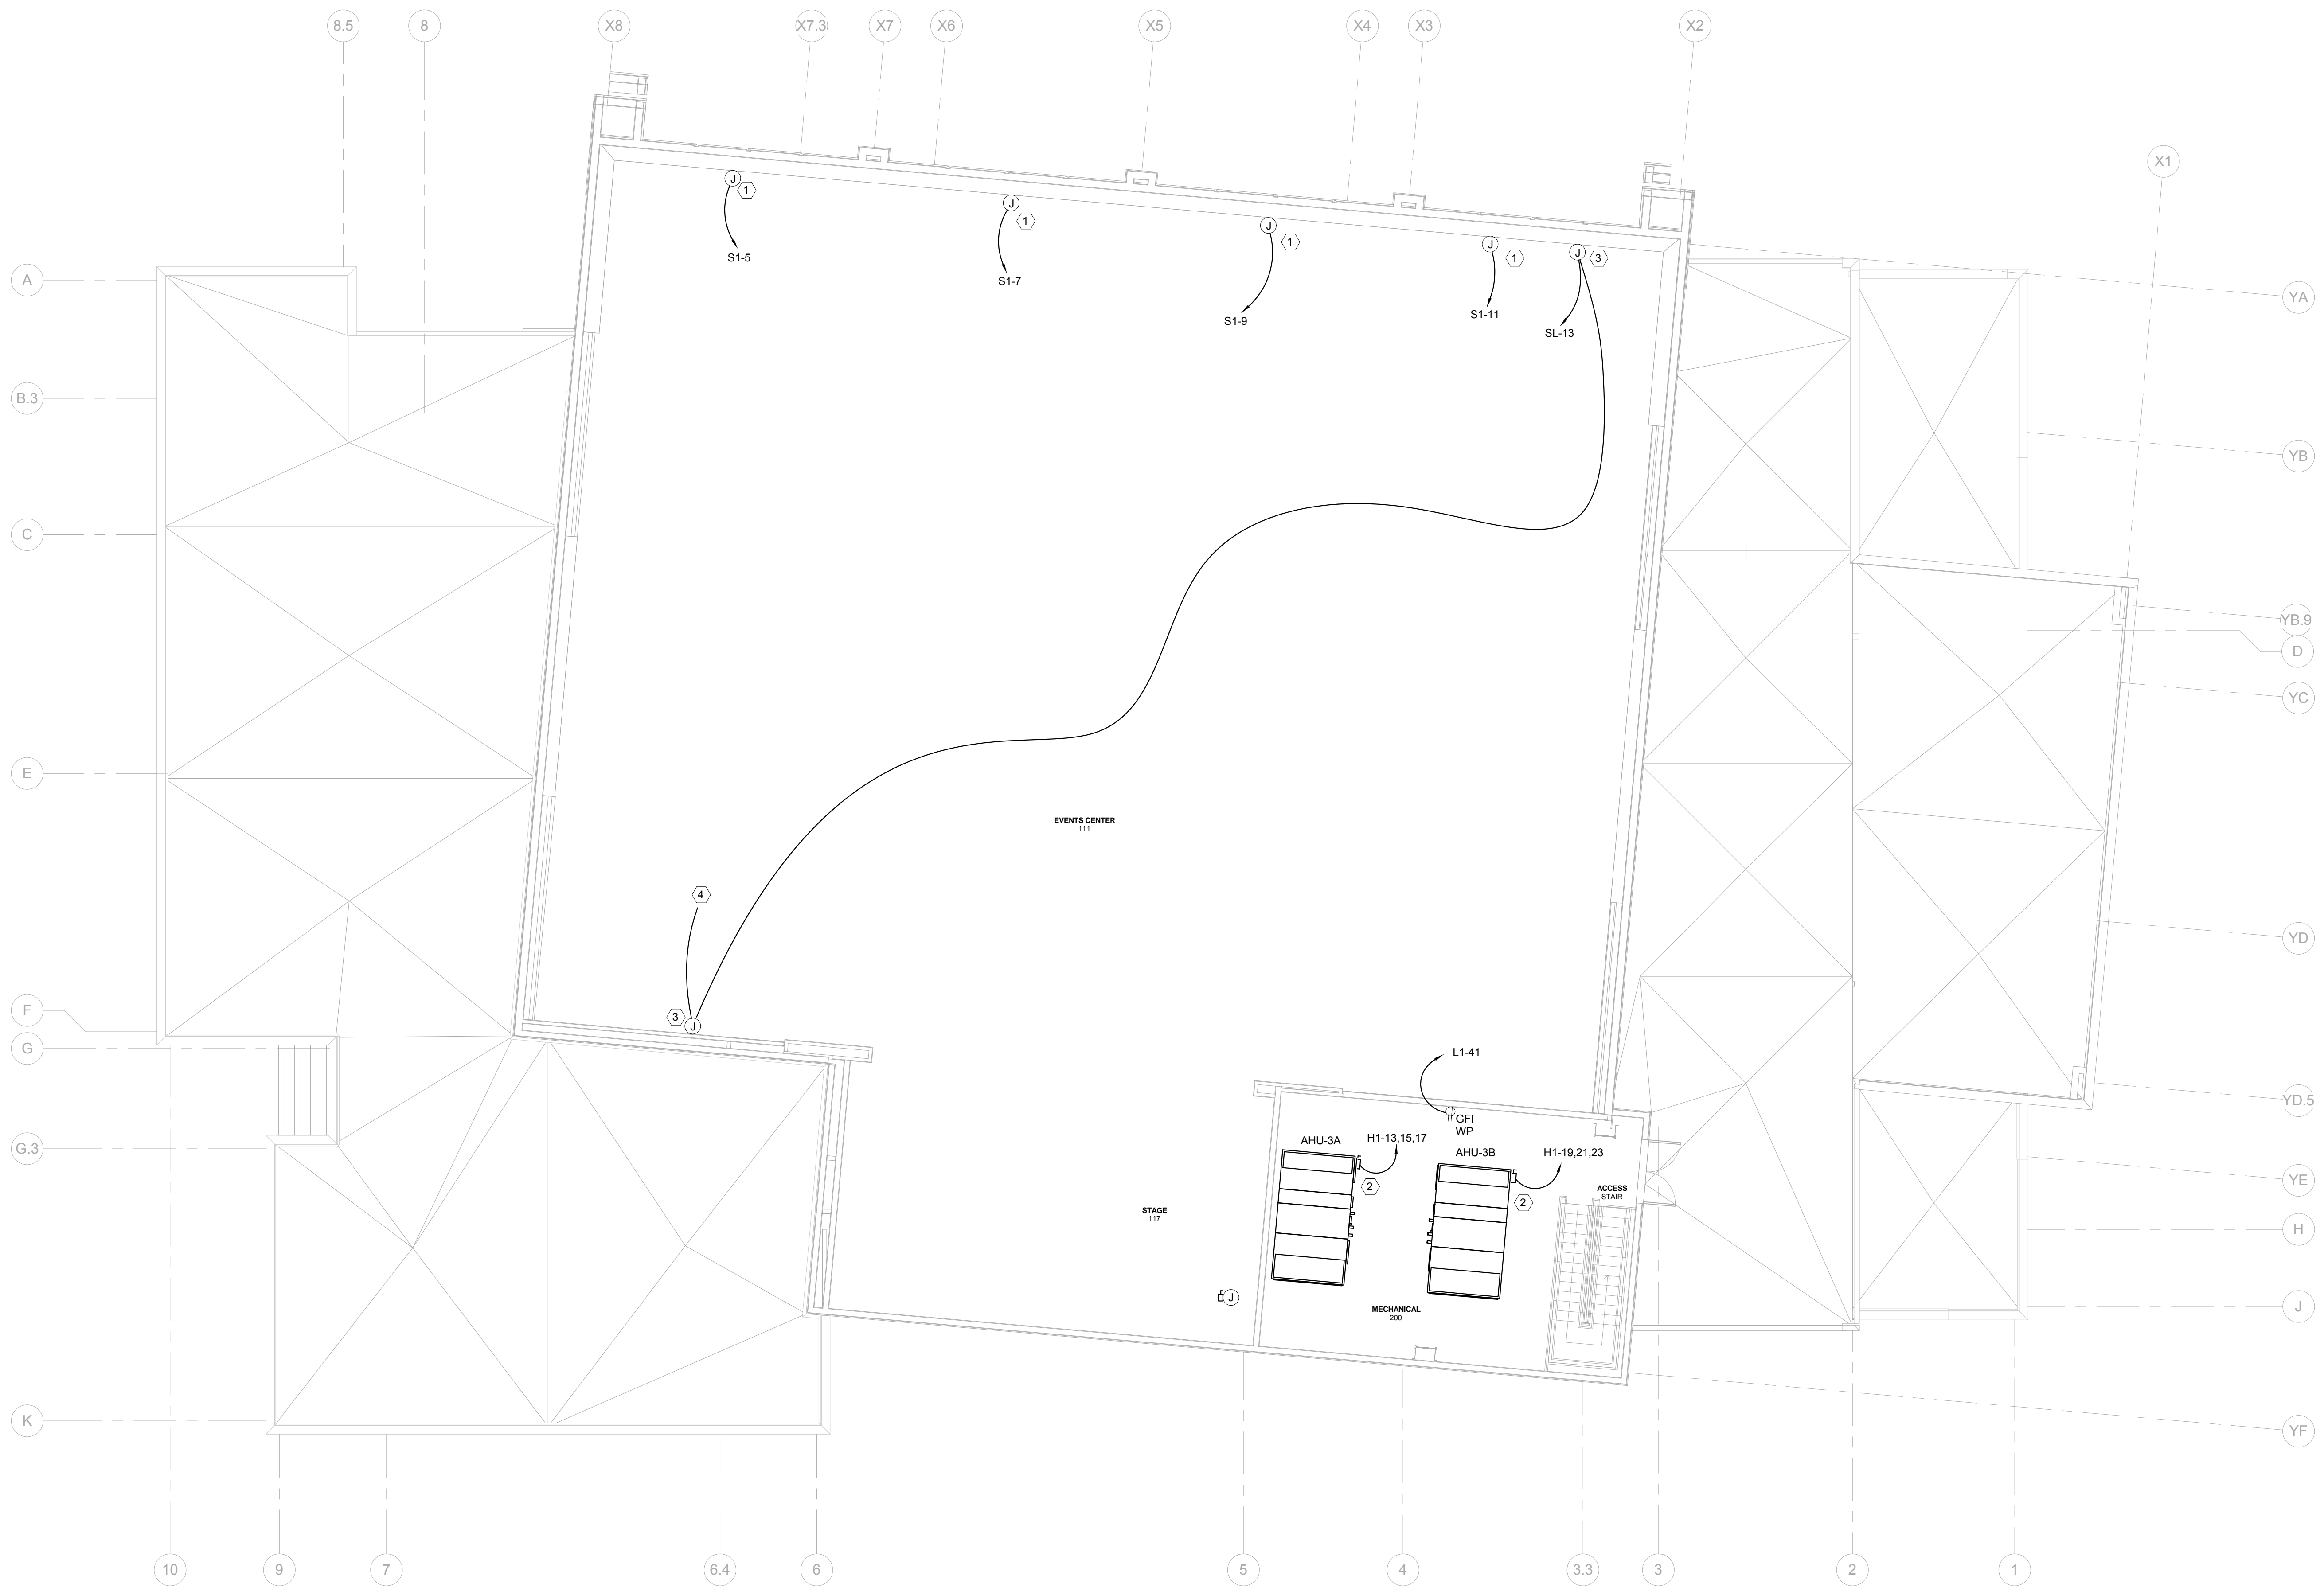 8.5
8
X8
X7.3
X7
X6
X5
X4
X3
X2
X1
A
B.3
C
E
F
G
G.3
K
YA
YB
YB.9
D
YC
YD
YD.5
YE
H
J
YF
J
1
S1-5
J
1
S1-7
J
1
S1-9
J
1
S1-11
J
3
SL-13
EVENTS CENTER
111
4
3
J
L1-41
GFI
WP
AHU-3A
H1-13,15,17
2
AHU-3B
H1-19,21,23
2
ACCESS
STAIR
STAGE
117
J
MECHANICAL
200
10
9
7
6.4
6
5
4
3.3
3
2
1